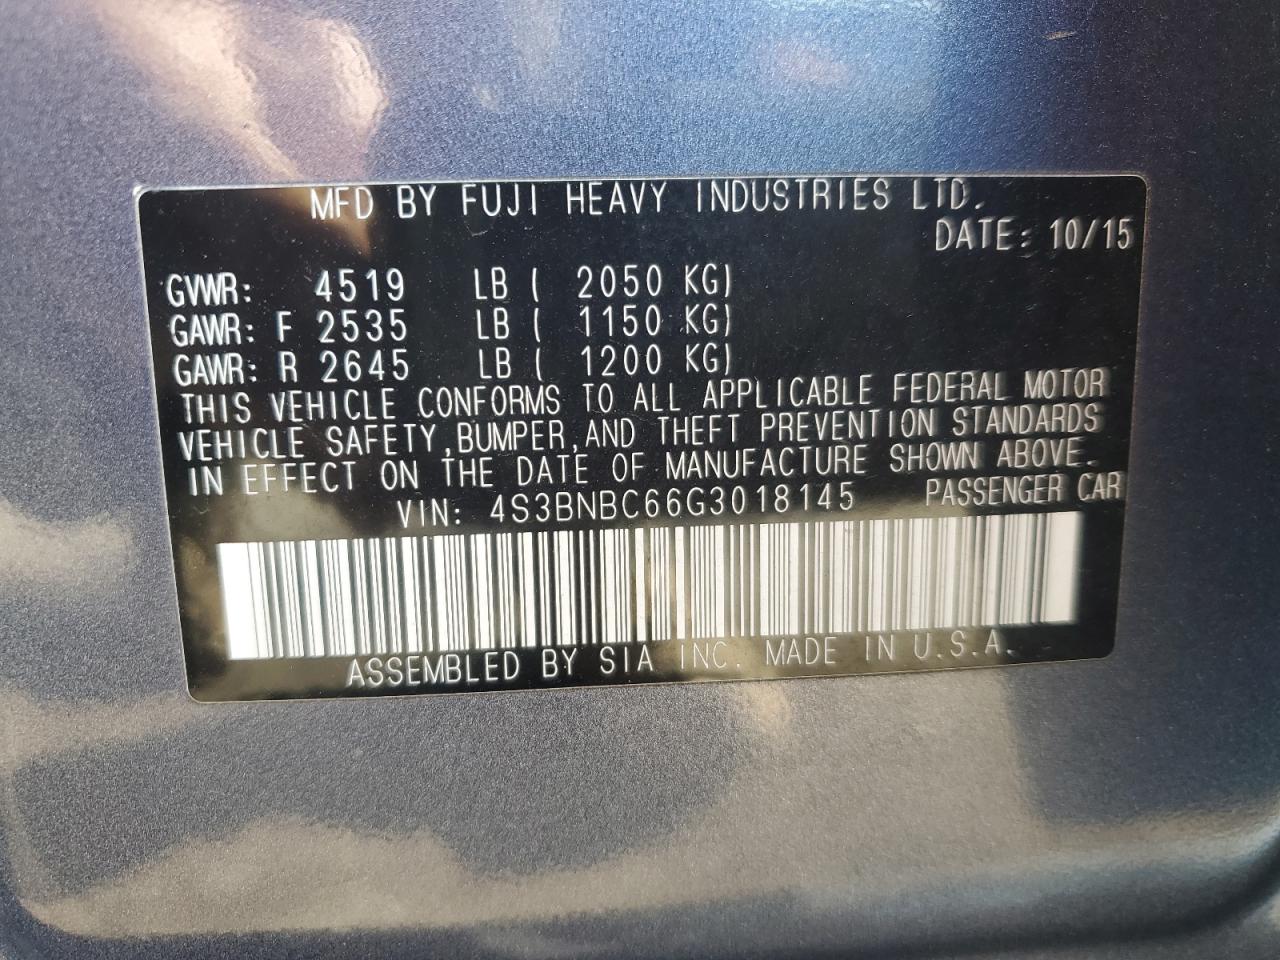 MFD BY FUJI HEAVY INDUSTRIES LTD.
DATE: 10/15
GVWR: 4519 LB ( 2050 KG)
GAWR: F 2535 LB ( 1150 KG)
GAWR: R 2645 LB ( 1200 KG)
THIS VEHICLE CONFORMS TO ALL APPLICABLE FEDERAL MOTOR
VEHICLE SAFETY, BUMPER, AND THEFT PREVENTION STANDARDS
IN EFFECT ON THE DATE OF MANUFACTURE SHOWN ABOVE.
VIN: 4S3BNBC66G3018145 PASSENGER CAR
ASSEMBLED BY SIA INC. MADE IN U.S.A.